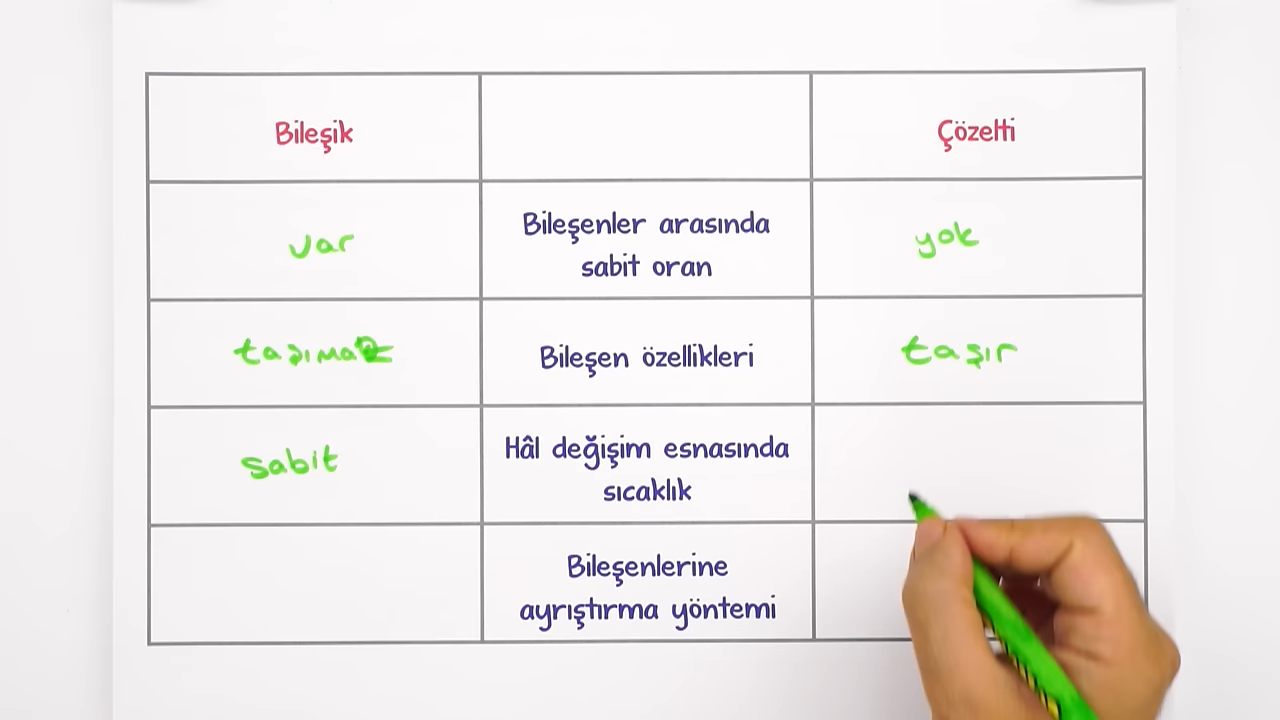 Bileşik
Çözelti
var
Bileşenler arasında
sabit oran
yok
taşımaz
Bileşen özellikleri
taşır
sabit
Hâl değişim esnasında
sıcaklık
Bileşenlerine
ayrıştırma yöntemi